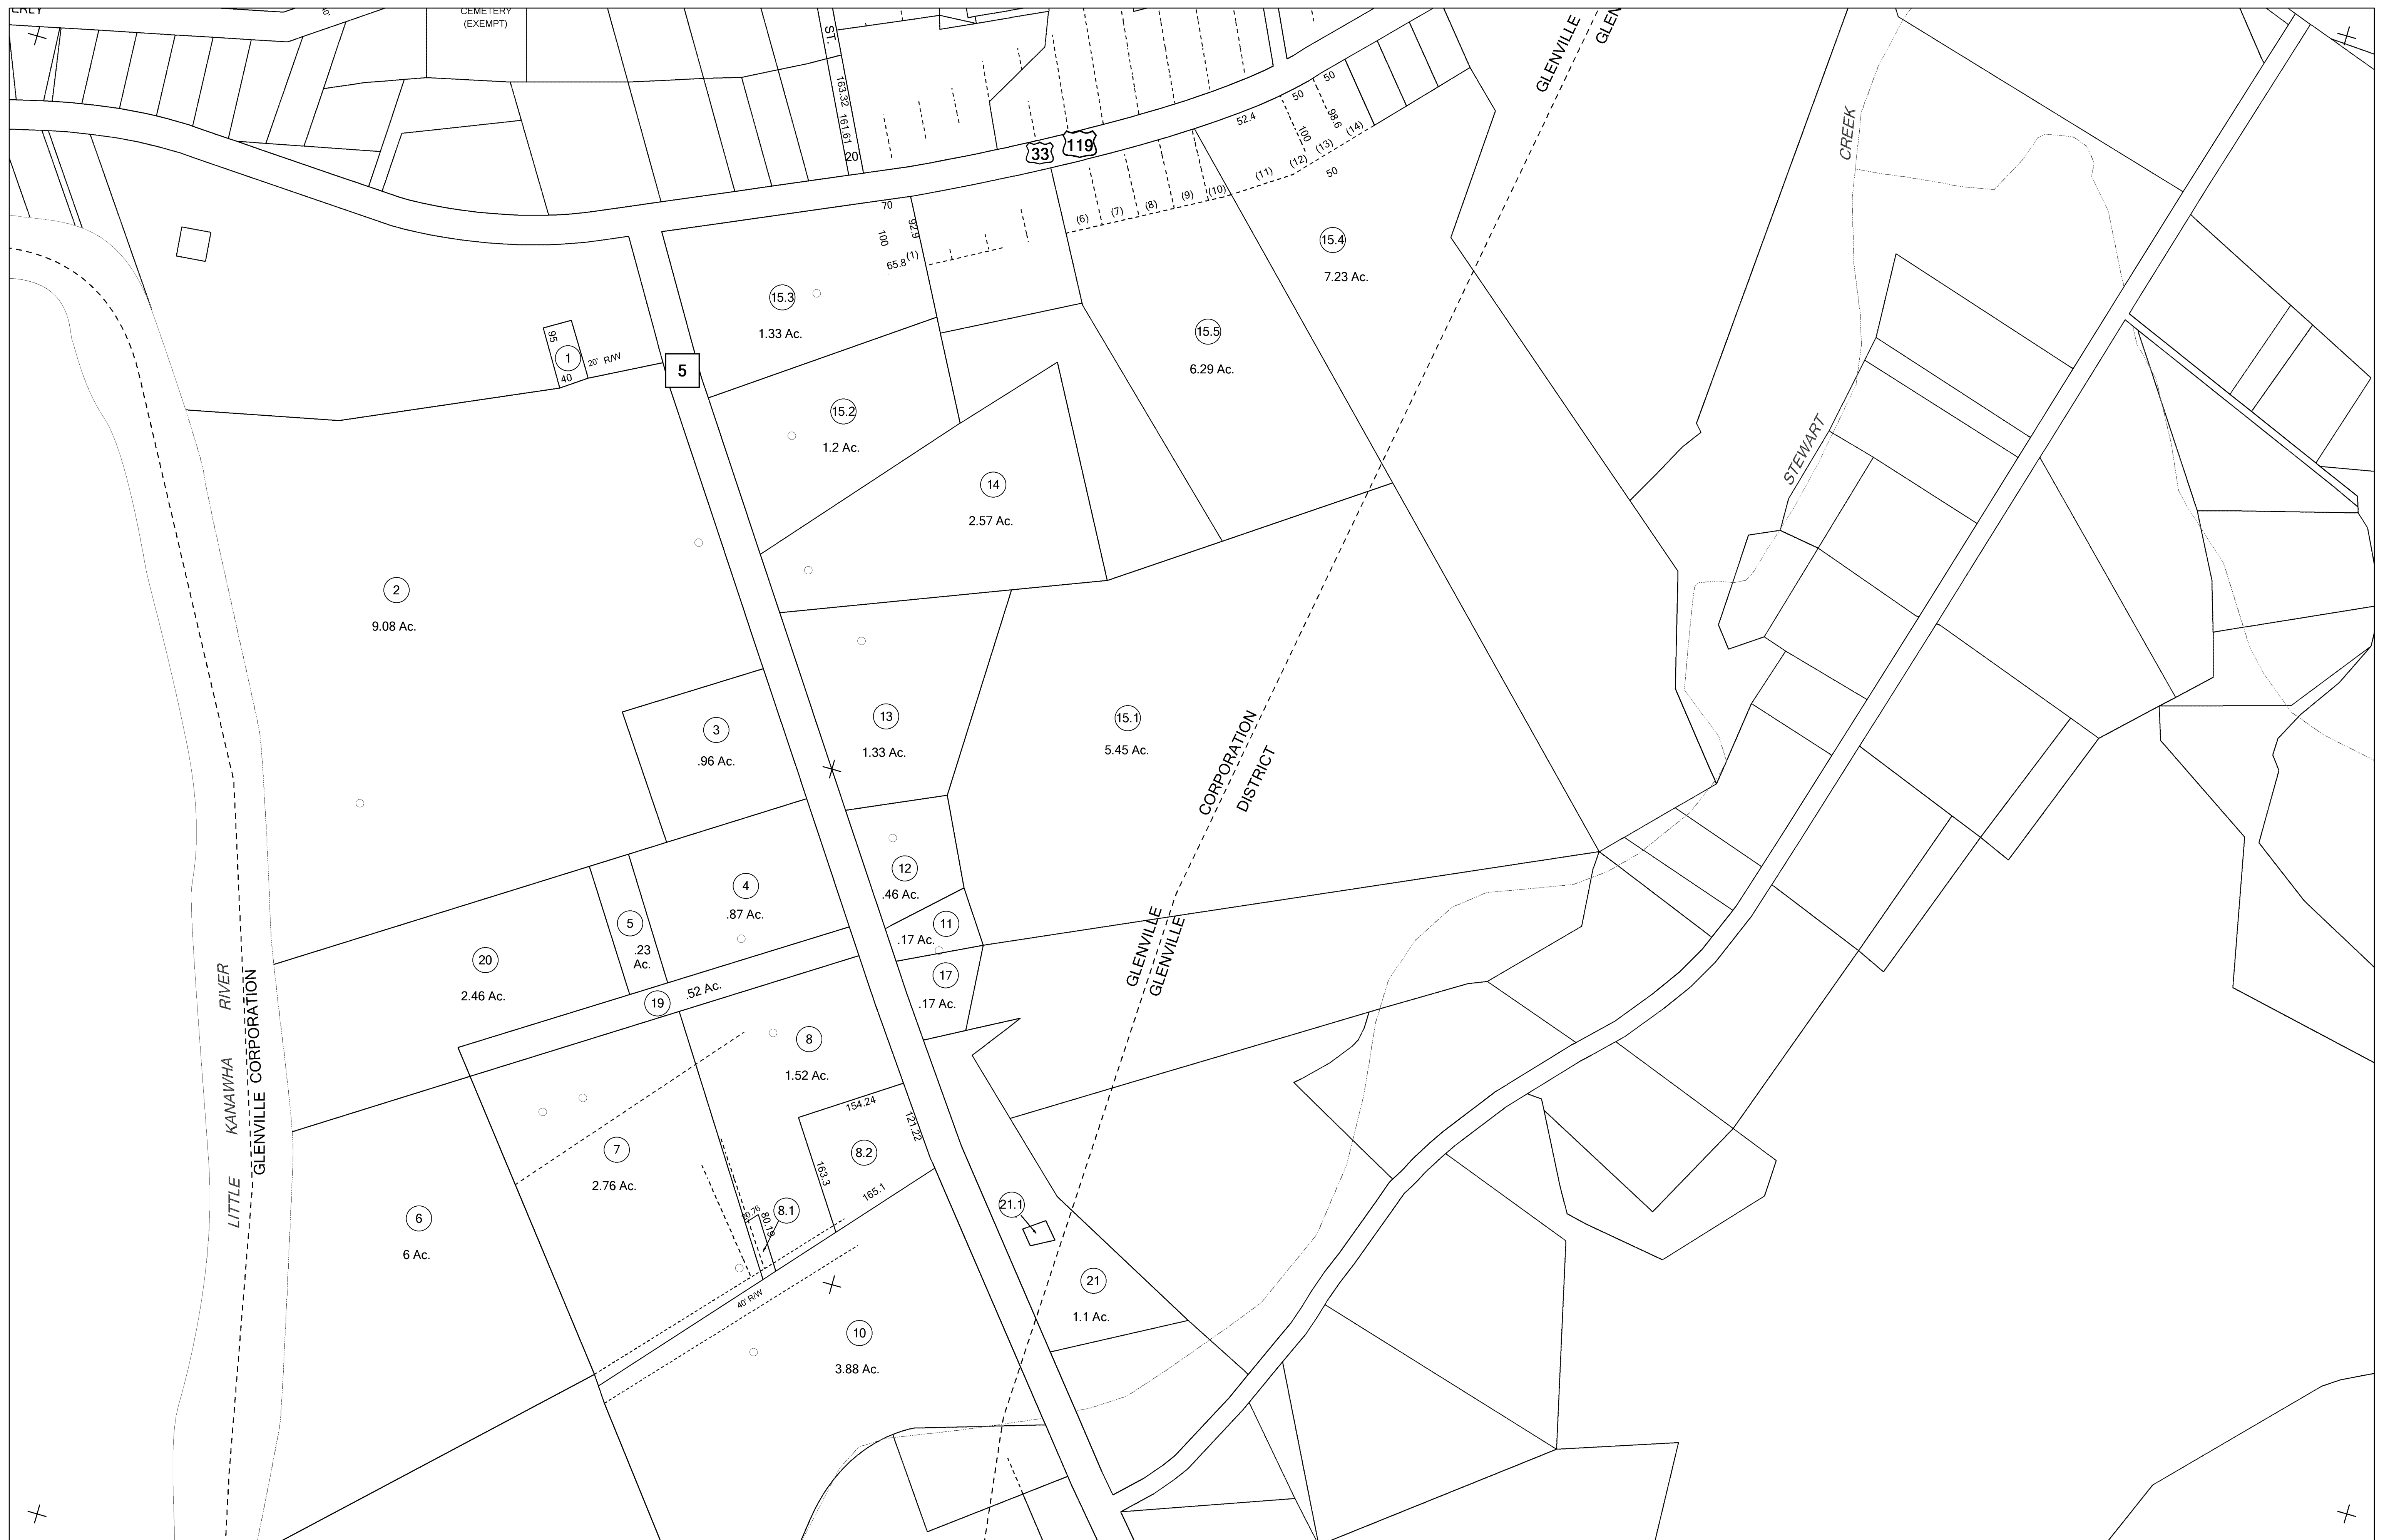 CEMETERY
(EXEMPT)
ST.
163.32
161.61
20
33
119
50
50
52.4
100
98.6
(14)
(13)
(12)
(11)
(10)
(9)
(8)
(7)
(6)
50
GLENVILLE
CREEK
STEWART
70
100
92.9
65.8
(1)
15.4
7.23 Ac.
15.3
1.33 Ac.
15.5
6.29 Ac.
95
1
40
20' R/W
5
15.2
1.2 Ac.
14
2.57 Ac.
2
9.08 Ac.
3
.96 Ac.
13
1.33 Ac.
15.1
5.45 Ac.
CORPORATION
DISTRICT
12
.46 Ac.
4
.87 Ac.
5
.23
Ac.
11
.17 Ac.
GLENVILLE
GLENVILLE
20
2.46 Ac.
19
.52 Ac.
17
.17 Ac.
LITTLE KANAWHA RIVER
GLENVILLE CORPORATION
8
1.52 Ac.
154.24
121.22
8.2
163.3
165.1
7
2.76 Ac.
8.1
80.19
6
6 Ac.
21.1
21
1.1 Ac.
40' R/W
10
3.88 Ac.